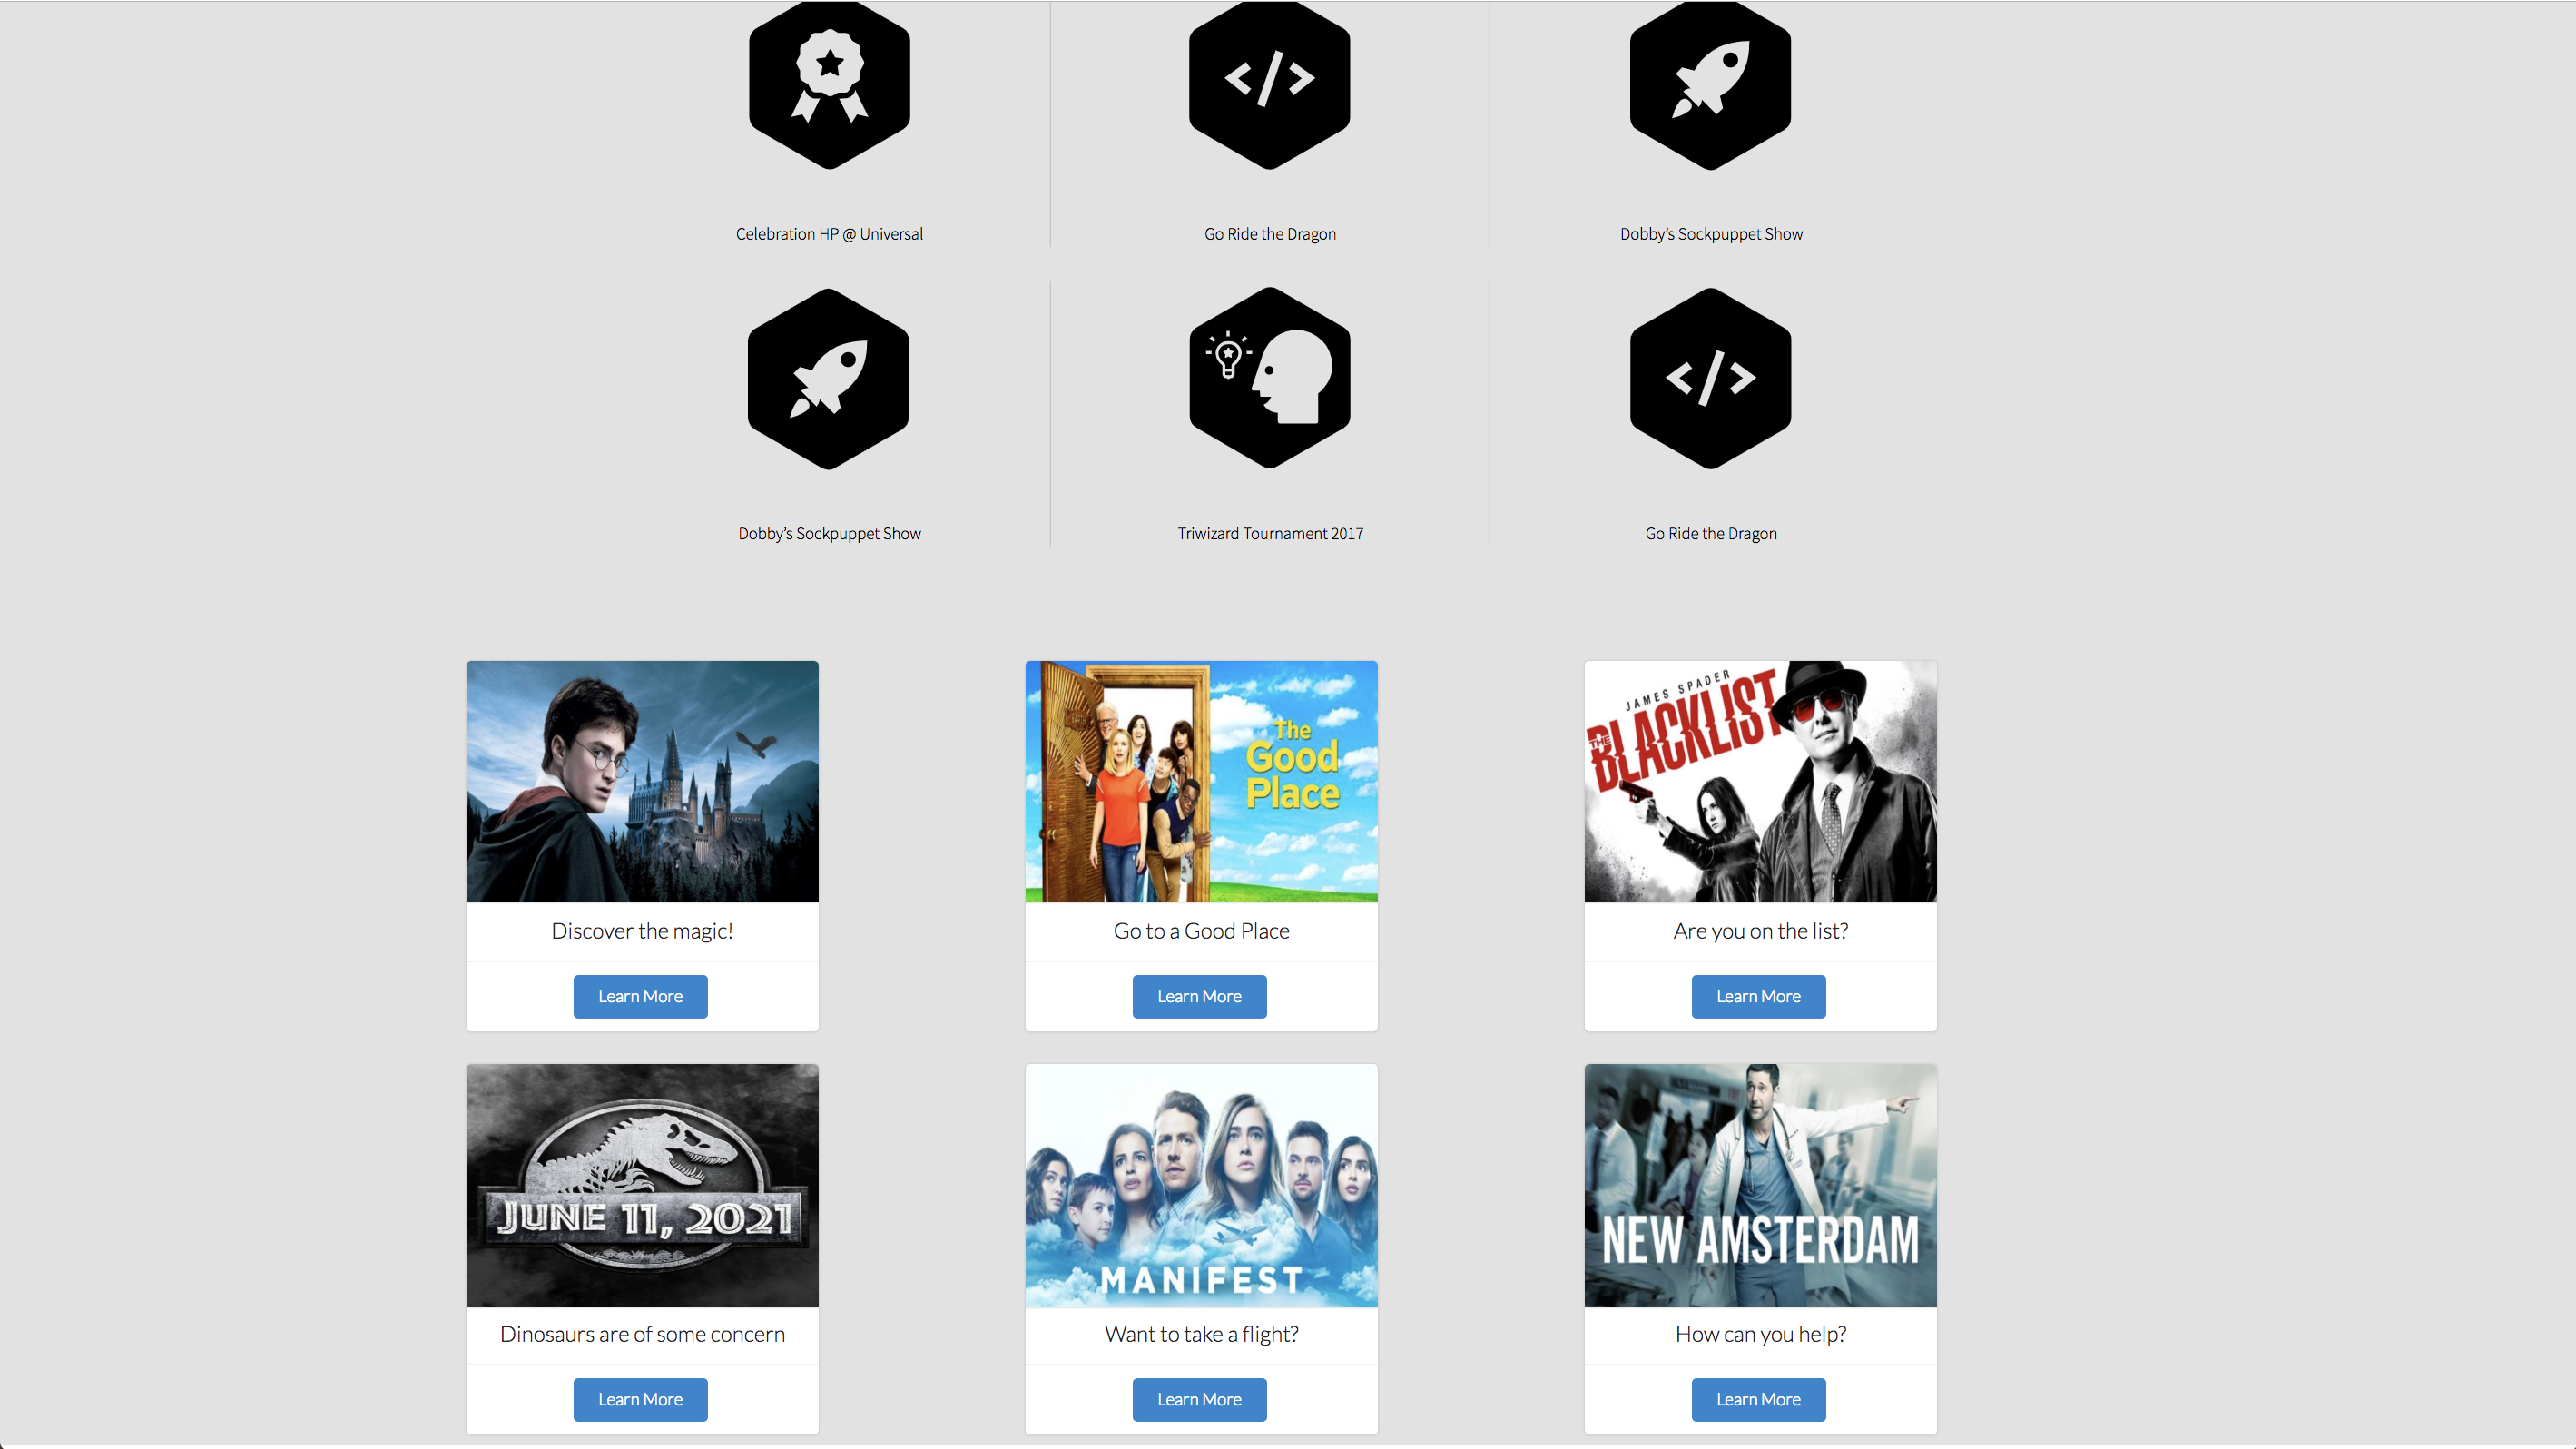 </>
Celebration HP @ Universal
Go Ride the Dragon
Dobby’s Sockpuppet Show
</>
Dobby’s Sockpuppet Show
Triwizard Tournament 2017
Go Ride the Dragon
The
Good
Place
JAMES SPADER
THE BLACKLIST
Discover the magic!
Go to a Good Place
Are you on the list?
Learn More
Learn More
Learn More
JUNE 11, 2021
MANIFEST
NEW AMSTERDAM
Dinosaurs are of some concern
Want to take a flight?
How can you help?
Learn More
Learn More
Learn More